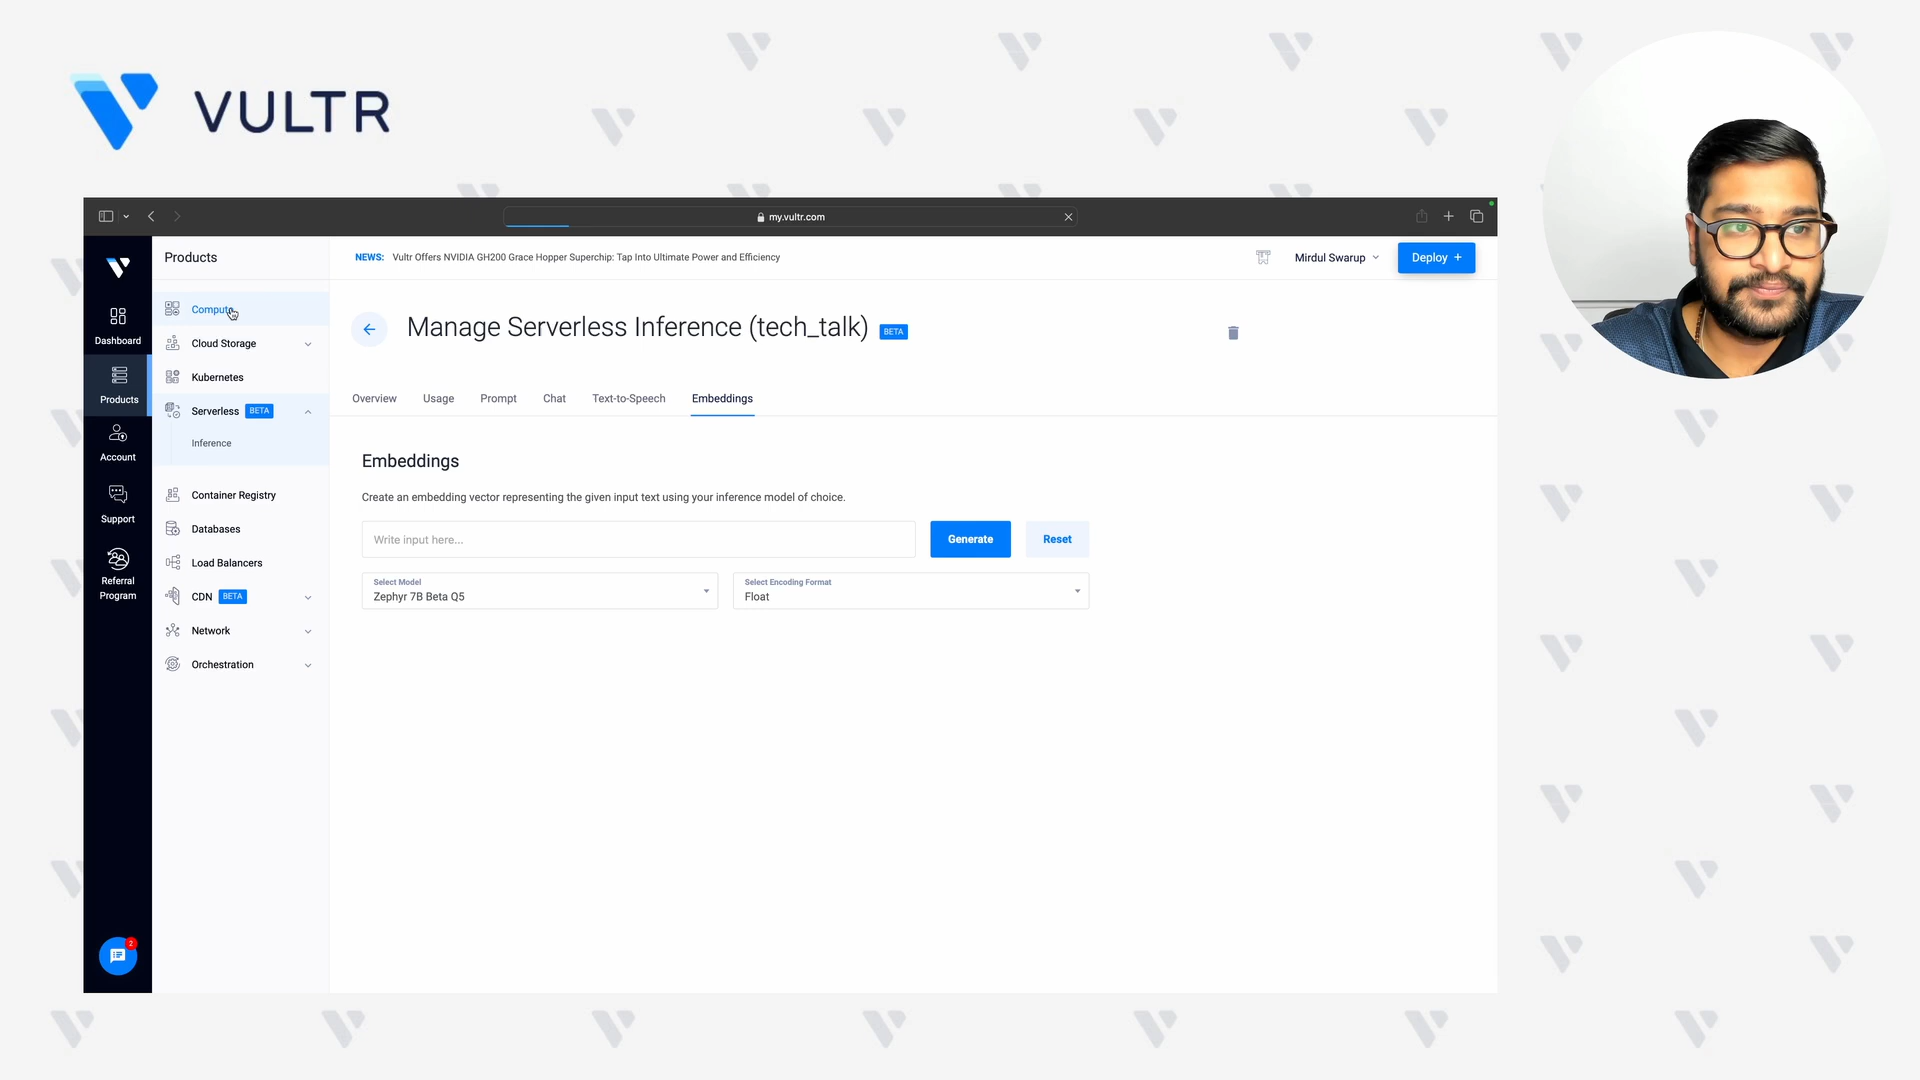 VULTR
my.vultr.com
Products
NEWS: Vultr Offers NVIDIA GH200 Grace Hopper Superchip: Tap Into Ultimate Power and Efficiency
Mirdul Swarup
Deploy +
Dashboard
Products
Account
Support
Referral
Program
2
Compute
Cloud Storage
Kubernetes
Serverless BETA
Inference
Container Registry
Databases
Load Balancers
CDN BETA
Network
Orchestration
Manage Serverless Inference (tech_talk) BETA
Overview Usage Prompt Chat Text-to-Speech Embeddings
Embeddings
Create an embedding vector representing the given input text using your inference model of choice.
Write input here...
Generate
Reset
Select Model
Zephyr 7B Beta Q5
Select Encoding Format
Float